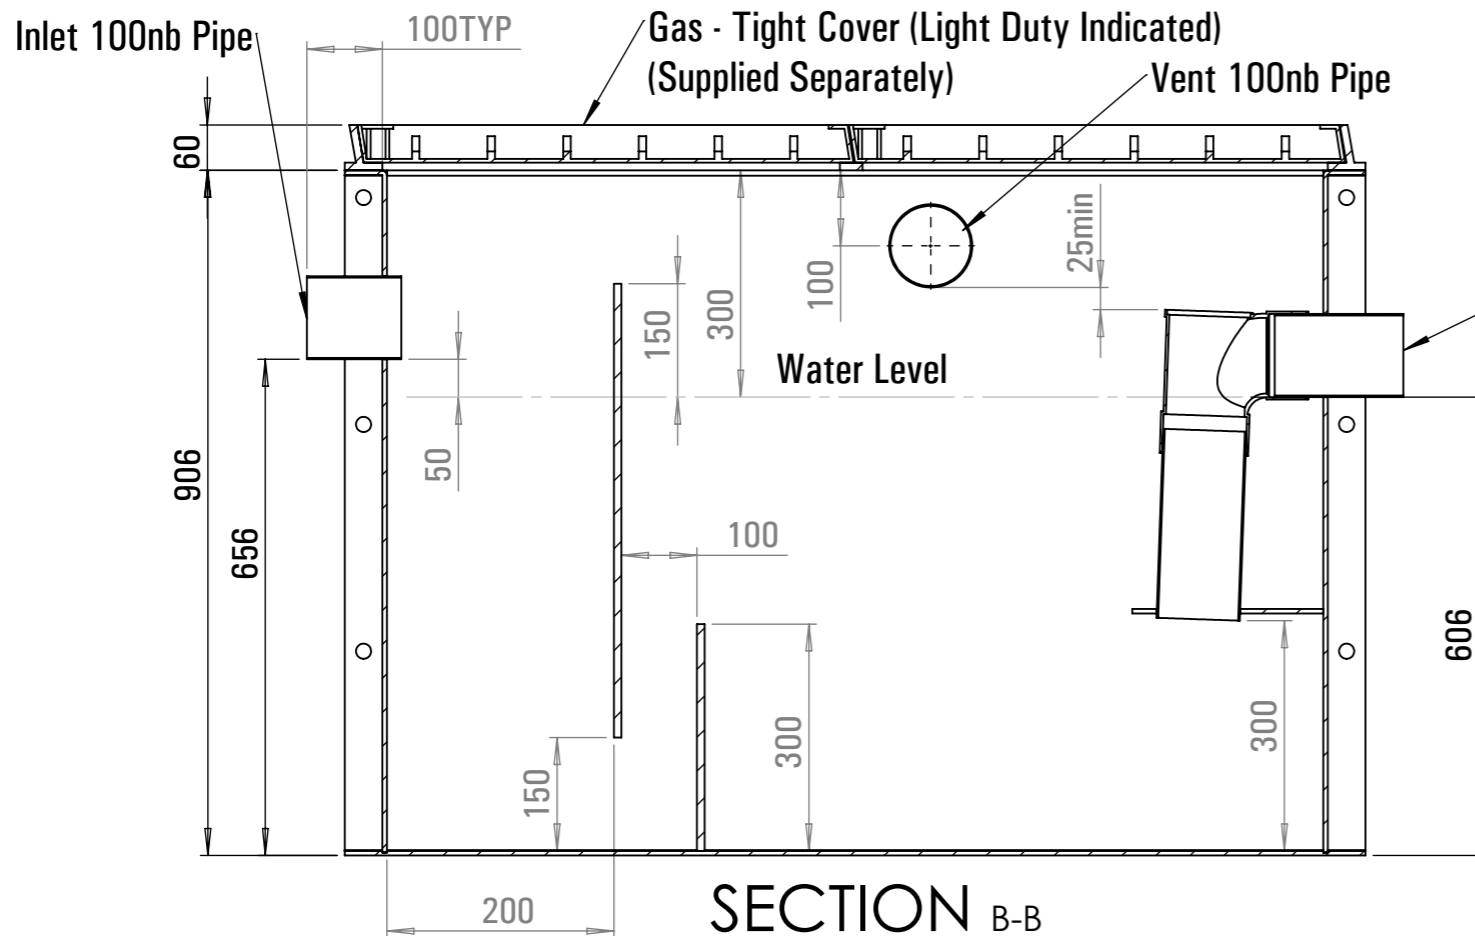 Inlet 100nb Pipe
100TYP
Gas - Tight Cover (Light Duty Indicated)
(Supplied Separately)
Vent 100nb Pipe
60
25min
100
300
150
Water Level
50
906
656
100
606
300
300
150
200
SECTION B-B